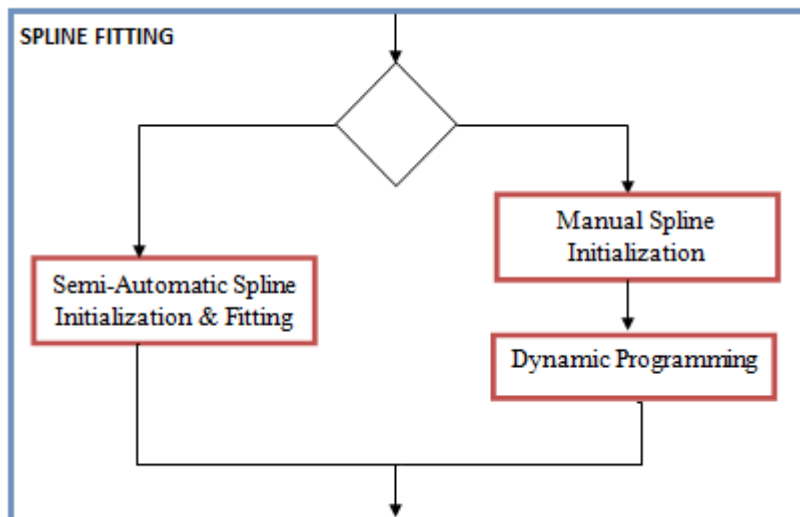 SPLINE FITTING
Manual Spline
Initialization
Semi-Automatic Spline
Initialization & Fitting
Dynamic Programming